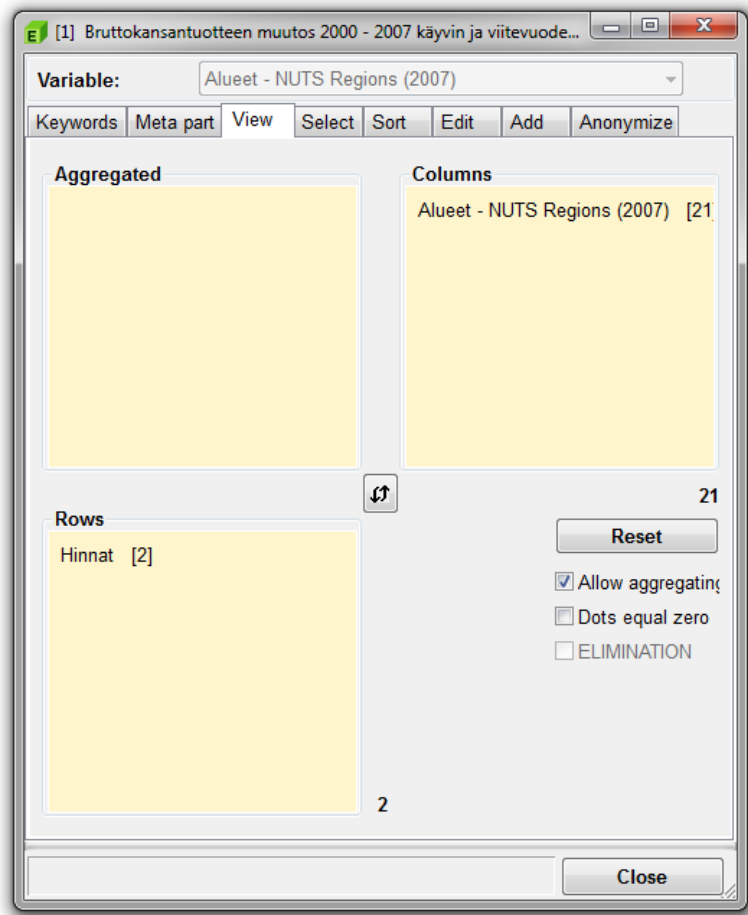 [1] Bruttokansantuotteen muutos 2000 - 2007 käyvin ja viitevuode...
Variable:
Alueet - NUTS Regions (2007)
Keywords Meta part View Select Sort Edit Add Anonymize
Aggregated
Columns
Alueet - NUTS Regions (2007) [21]
21
Rows
Hinnat [2]
Reset
Allow aggregating
Dots equal zero
ELIMINATION
2
Close